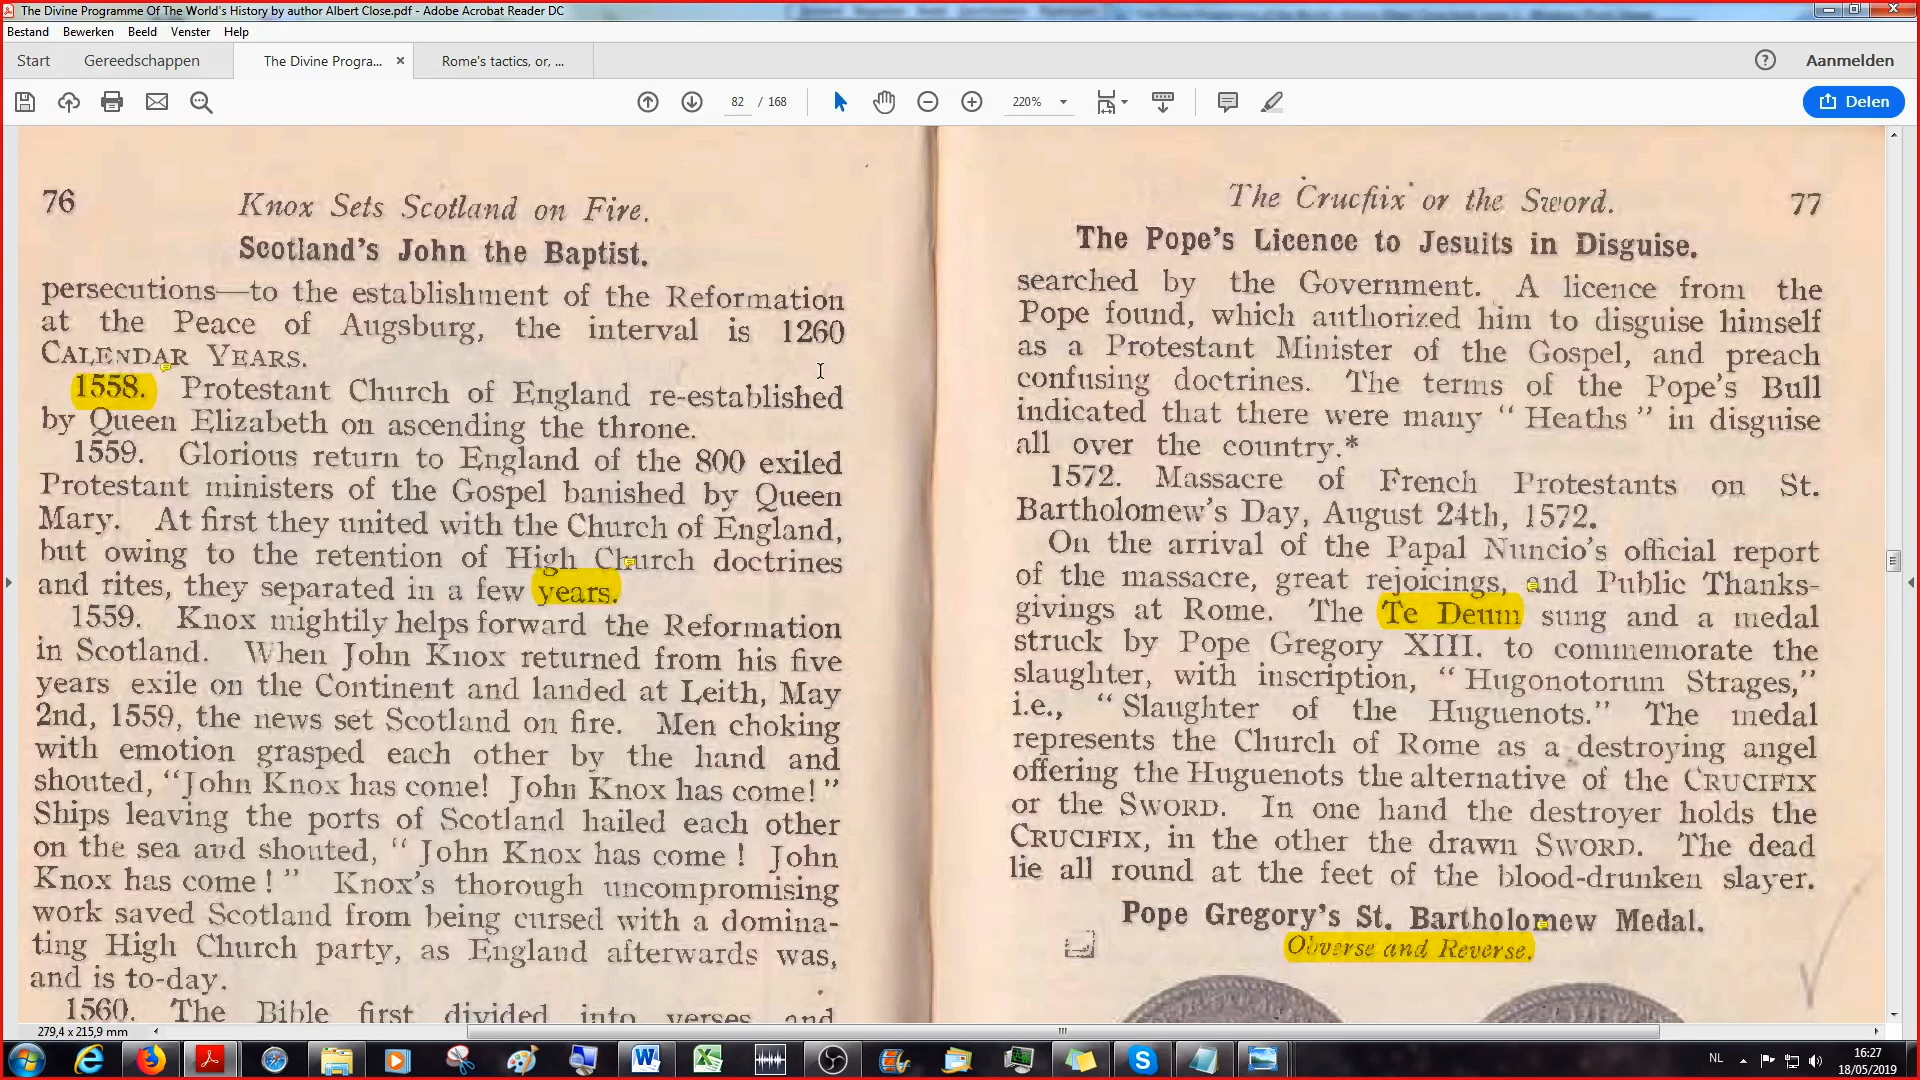 The Divine Programme Of The World's History by author Albert Close.pdf - Adobe Acrobat Reader DC
Bestand Bewerken Beeld Venster Help
Start Gereedschappen The Divine Progra... × Rome's tactics, or, ... Aanmelden
82 / 168 220% Delen
76 Knox Sets Scotland on Fire.
Scotland's John the Baptist.
persecutions—to the establishment of the Reformation
at the Peace of Augsburg, the interval is 1260
CALENDAR YEARS.
1558. Protestant Church of England re-established
by Queen Elizabeth on ascending the throne.
1559. Glorious return to England of the 800 exiled
Protestant ministers of the Gospel banished by Queen
Mary. At first they united with the Church of England,
but owing to the retention of High Church doctrines
and rites, they separated in a few years.
1559. Knox mightily helps forward the Reformation
in Scotland. When John Knox returned from his five
years exile on the Continent and landed at Leith, May
2nd, 1559, the news set Scotland on fire. Men choking
with emotion grasped each other by the hand and
shouted, "John Knox has come! John Knox has come!"
Ships leaving the ports of Scotland hailed each other
on the sea and shouted, "John Knox has come! John
Knox has come!" Knox's thorough uncompromising
work saved Scotland from being cursed with a domina-
ting High Church party, as England afterwards was,
and is to-day.
1560. The Bible first divided into verses and
The Crucfiix or the Sword. 77
The Pope's Licence to Jesuits in Disguise.
searched by the Government. A licence from the
Pope found, which authorized him to disguise himself
as a Protestant Minister of the Gospel, and preach
confusing doctrines. The terms of the Pope's Bull
indicated that there were many "Heaths" in disguise
all over the country.*
1572. Massacre of French Protestants on St.
Bartholomew's Day, August 24th, 1572.
On the arrival of the Papal Nuncio's official report
of the massacre, great rejoicings, and Public Thanks-
givings at Rome. The Te Deum sung and a medal
struck by Pope Gregory XIII. to commemorate the
slaughter, with inscription, "Hugonotorum Strages,"
i.e., "Slaughter of the Huguenots." The medal
represents the Church of Rome as a destroying angel
offering the Huguenots the alternative of the CRUCIFIX
or the SWORD. In one hand the destroyer holds the
CRUCIFIX, in the other the drawn SWORD. The dead
lie all round at the feet of the blood-drunken slayer.
Pope Gregory's St. Bartholomew Medal.
Obverse and Reverse.
279,4 x 215,9 mm
NL 16:27
18/05/2019